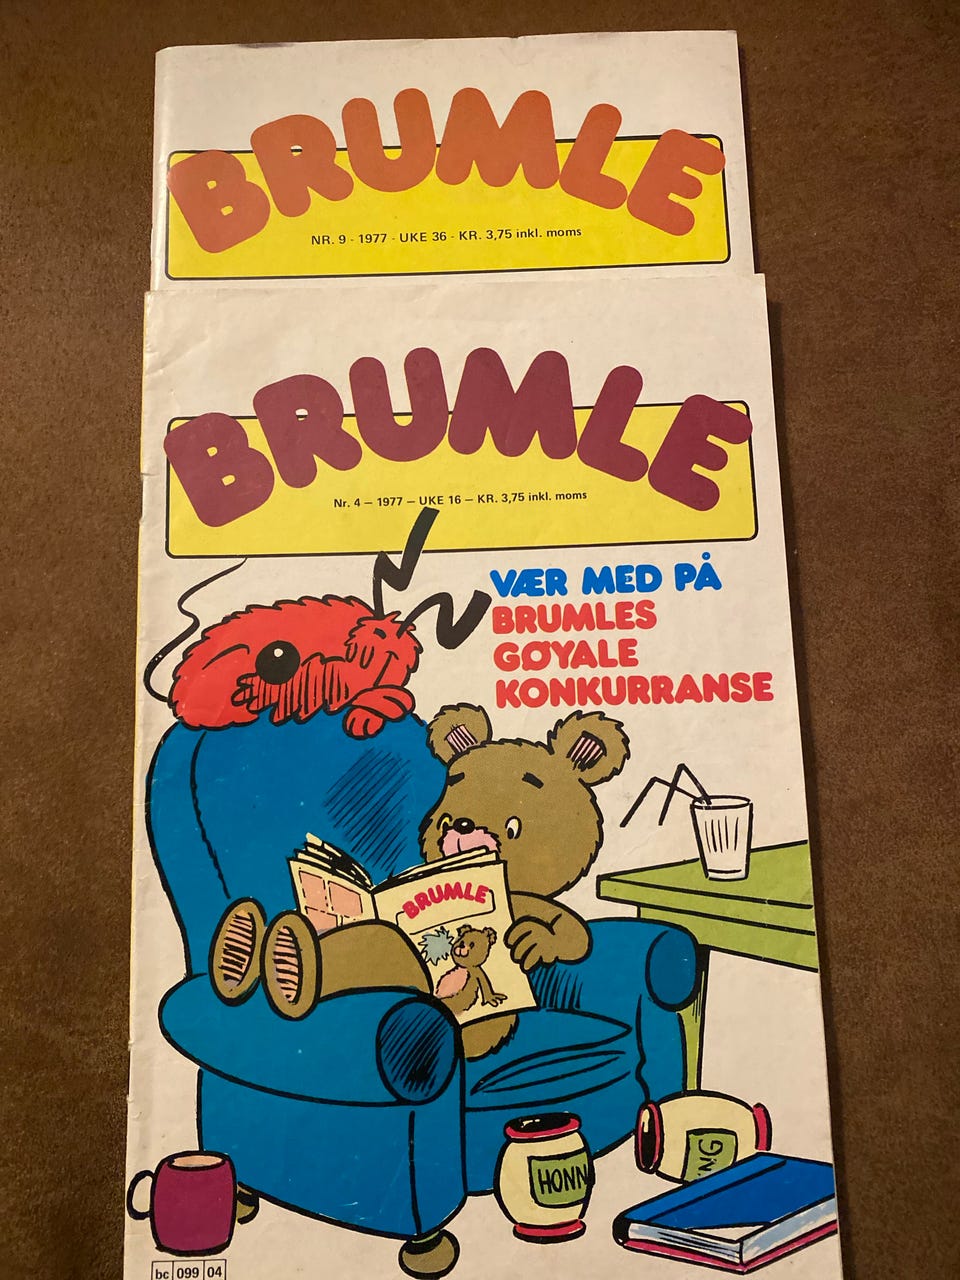 BRUMLE
NR. 9 - 1977 - UKE 36 - KR. 3,75 inkl. moms
BRUMLE
Nr. 4 – 1977 – UKE 16 – KR. 3,75 inkl. moms
VÆR MED PÅ
BRUMLES
GØYALE
KONKURRANSE
BRUMLE
HONN
NG
bc 099 04